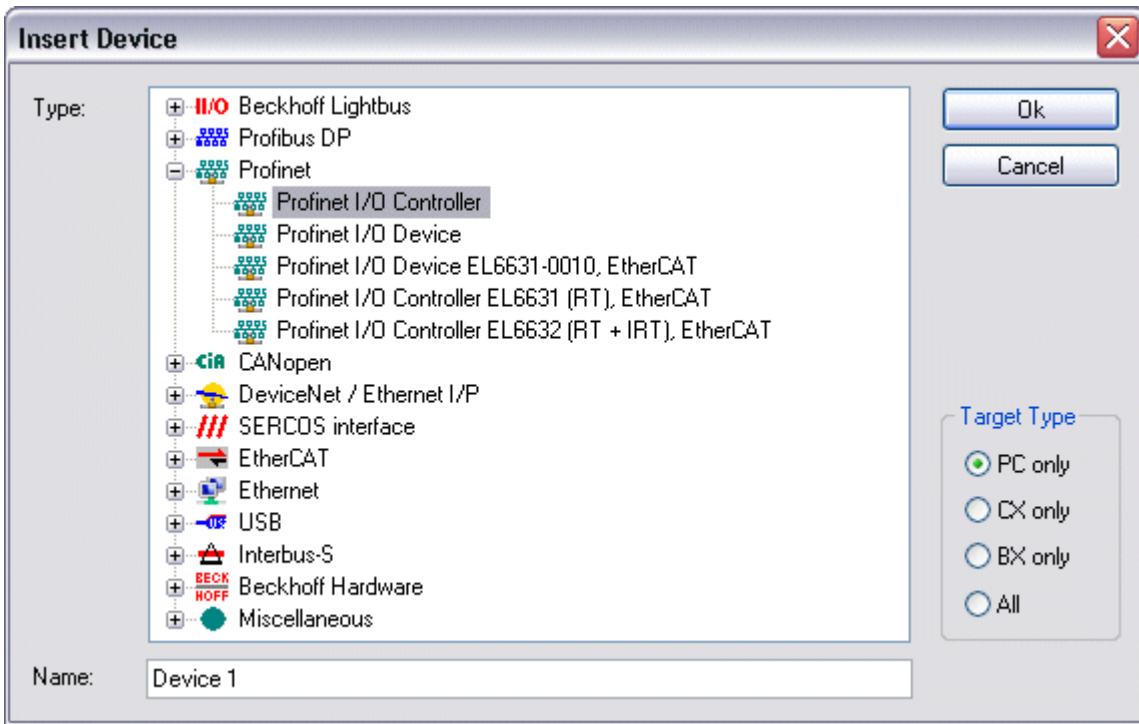 Insert Device
Type:
II/O Beckhoff Lightbus
Profibus DP
Profinet
Profinet I/O Controller
Profinet I/O Device
Profinet I/O Device EL6631-0010, EtherCAT
Profinet I/O Controller EL6631 (RT), EtherCAT
Profinet I/O Controller EL6632 (RT + IRT), EtherCAT
CiA CANopen
DeviceNet / Ethernet I/P
SERCOS interface
EtherCAT
Ethernet
USB
Interbus-S
BECK
HOFF
Beckhoff Hardware
Miscellaneous
Name:
Device 1
Ok
Cancel
Target Type
PC only
CX only
BX only
All